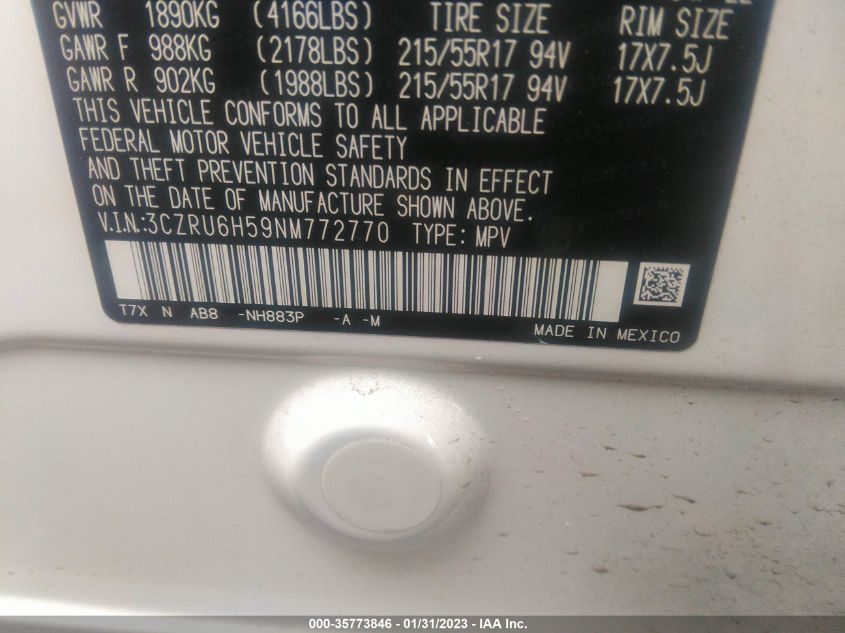 GVWR 1890KG (4166LBS) TIRE SIZE RIM SIZE
GAWR F 988KG (2178LBS) 215/55R17 94V 17X7.5J
GAWR R 902KG (1988LBS) 215/55R17 94V 17X7.5J
THIS VEHICLE CONFORMS TO ALL APPLICABLE
FEDERAL MOTOR VEHICLE SAFETY
AND THEFT PREVENTION STANDARDS IN EFFECT
ON THE DATE OF MANUFACTURE SHOWN ABOVE.
V.I.N.:3CZRU6H59NM772770 TYPE: MPV
T7X N AB8 -NH883P -A -M
MADE IN MEXICO
000-35773846 - 01/31/2023 - IAA Inc.